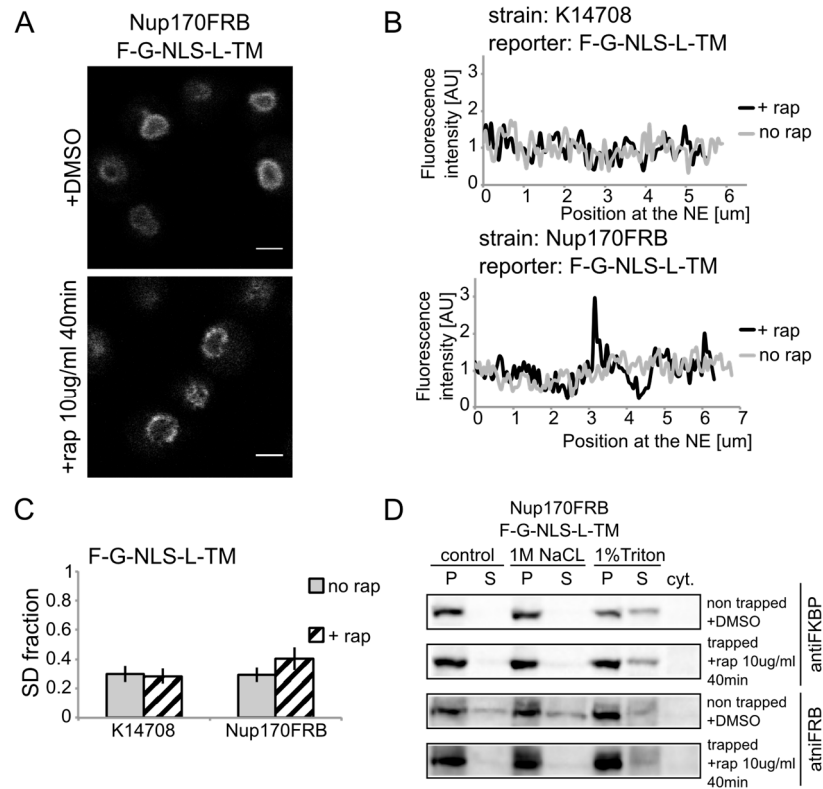 A
Nup170FRB
F-G-NLS-L-TM
+DMSO
+rap 10ug/ml 40min
B
strain: K14708
reporter: F-G-NLS-L-TM
Fluorescence
intensity [AU]
3
2
1
0
0 1 2 3 4 5 6
Position at the NE [um]
+ rap
no rap
strain: Nup170FRB
reporter: F-G-NLS-L-TM
Fluorescence
intensity [AU]
3
2
1
0
0 1 2 3 4 5 6 7
Position at the NE [um]
+ rap
no rap
C
F-G-NLS-L-TM
SD fraction
1
0.8
0.6
0.4
0.2
0
K14708 Nup170FRB
no rap
+ rap
D
Nup170FRB
F-G-NLS-L-TM
control 1M NaCL 1%Triton
P S P S P S cyt.
non trapped
+DMSO
trapped
+rap 10ug/ml
40min
antiFKBP
non trapped
+DMSO
trapped
+rap 10ug/ml
40min
atniFRB